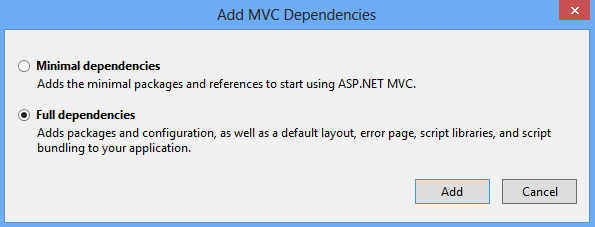 Add MVC Dependencies
Minimal dependencies
Adds the minimal packages and references to start using ASP.NET MVC.
Full dependencies
Adds packages and configuration, as well as a default layout, error page, script libraries, and script
bundling to your application.
Add
Cancel